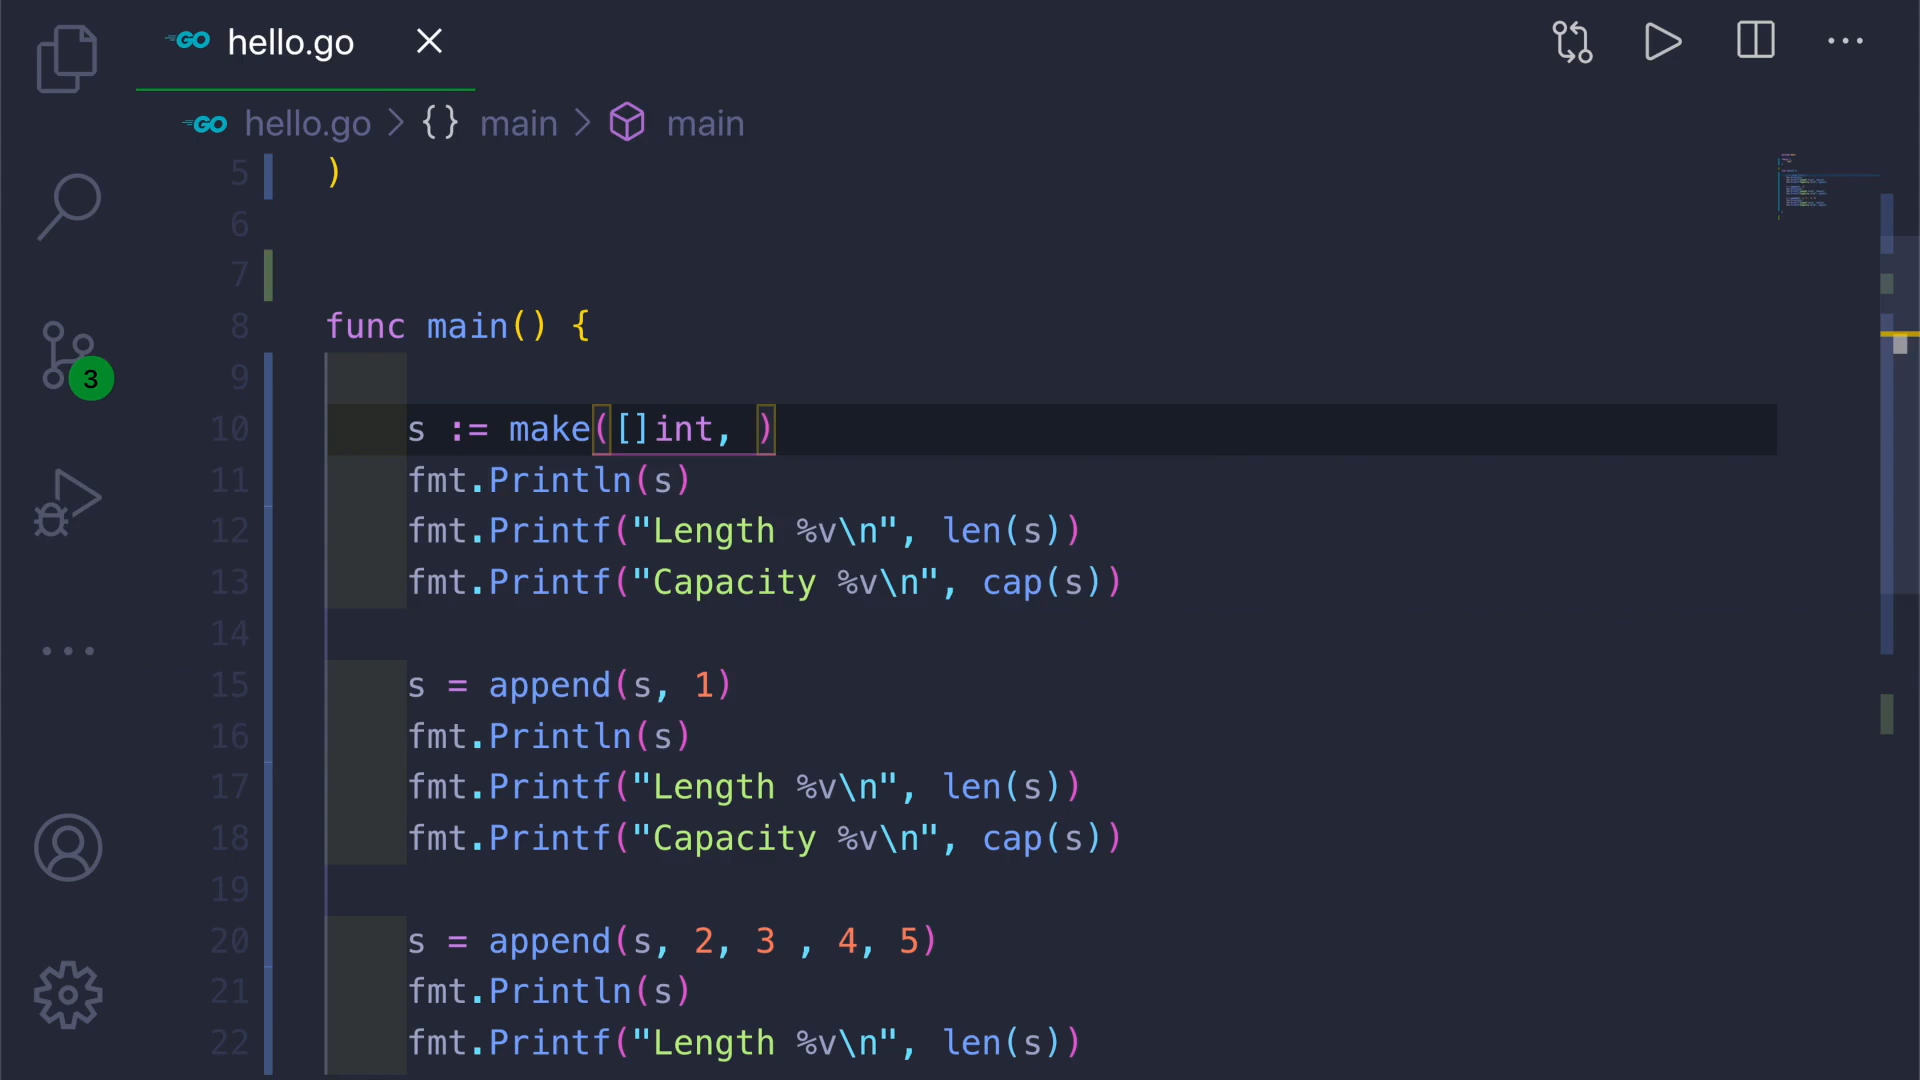 GO hello.go
GO hello.go > {} main > main
5 )
6
7
8 func main() {
9
10 s := make([]int, )
11 fmt.Println(s)
12 fmt.Printf("Length %v\n", len(s))
13 fmt.Printf("Capacity %v\n", cap(s))
14
15 s = append(s, 1)
16 fmt.Println(s)
17 fmt.Printf("Length %v\n", len(s))
18 fmt.Printf("Capacity %v\n", cap(s))
19
20 s = append(s, 2, 3 , 4, 5)
21 fmt.Println(s)
22 fmt.Printf("Length %v\n", len(s))
3